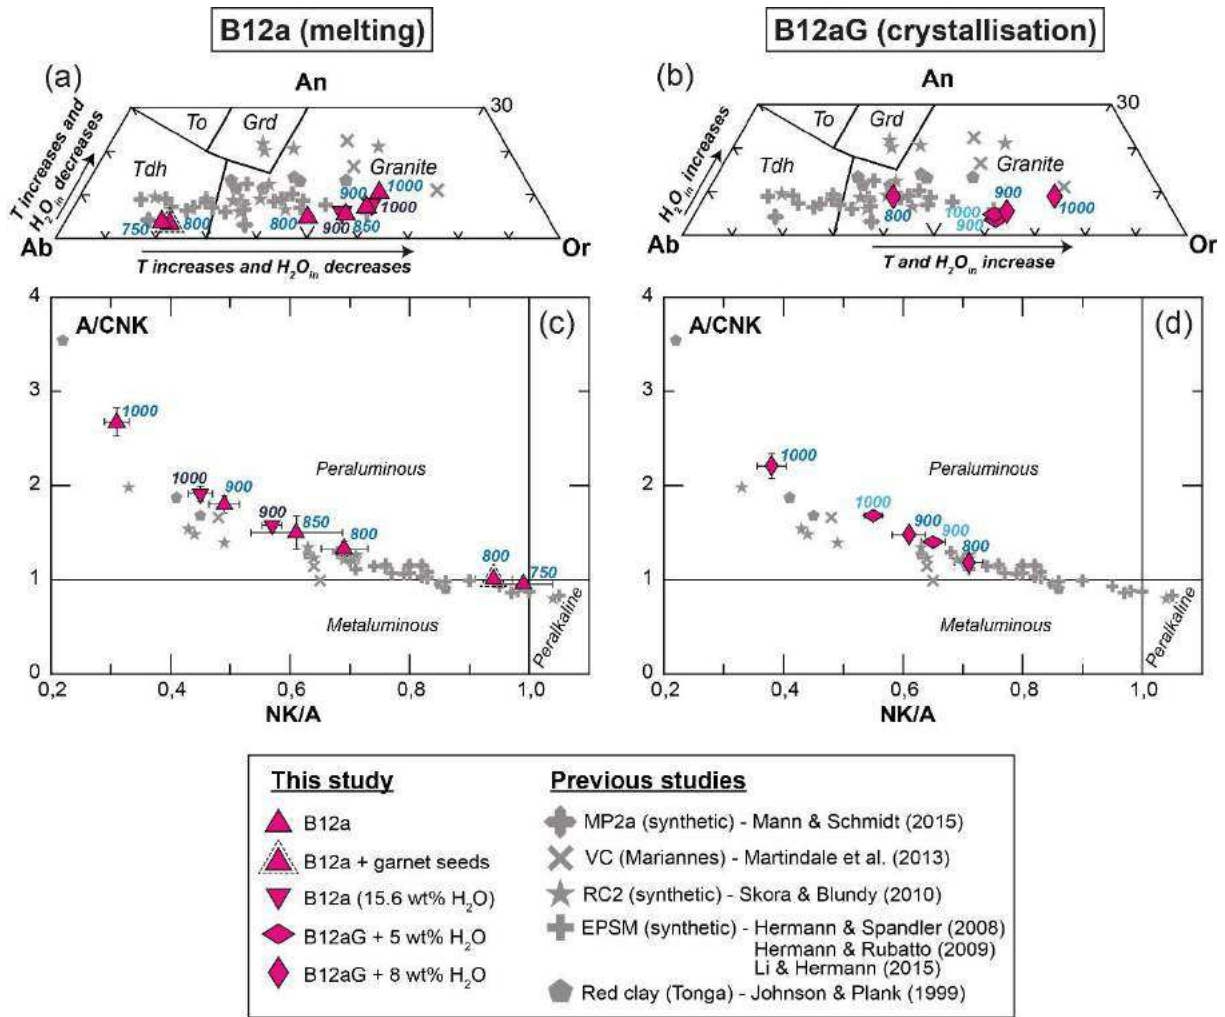 B12a (melting)
B12aG (crystallisation)
(a)
An
30
To
Grd
Tdh
Granite
T increases and
H2Oin decreases
750
800
800
900
900
850
1000
1000
Ab
Or
T increases and H2Oin decreases
(b)
An
30
To
Grd
Tdh
Granite
H2Oin increases
800
1000
900
900
1000
Ab
Or
T and H2Oin increase
4
A/CNK
(c)
3
1000
1000
900
Peraluminous
2
900
850
800
800
750
1
Metaluminous
Peralkaline
0
0,2
0,4
0,6
0,8
1,0
NK/A
A/CNK
(d)
1000
Peraluminous
1000
900
900
800
Metaluminous
Peralkaline
0,2
0,4
0,6
0,8
1,0
NK/A
This study
B12a
B12a + garnet seeds
B12a (15.6 wt% H2O)
B12aG + 5 wt% H2O
B12aG + 8 wt% H2O
Previous studies
MP2a (synthetic) - Mann & Schmidt (2015)
VC (Mariannes) - Martindale et al. (2013)
RC2 (synthetic) - Skora & Blundy (2010)
EPSM (synthetic) - Hermann & Spandler (2008)
Hermann & Rubatto (2009)
Li & Hermann (2015)
Red clay (Tonga) - Johnson & Plank (1999)